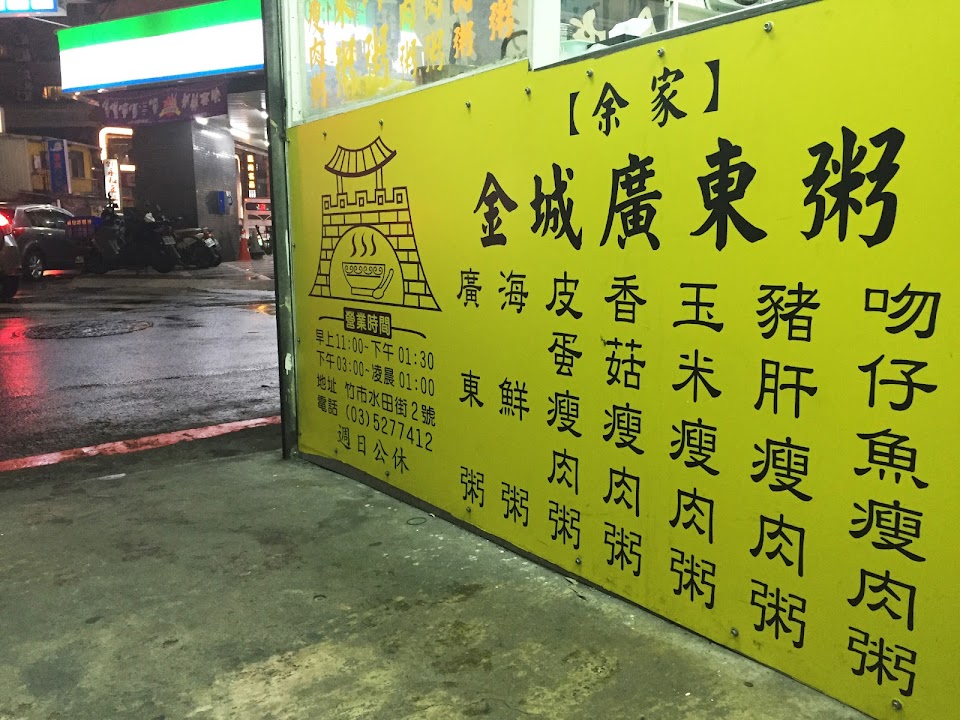 【余家】
金城廣東粥
吻仔魚瘦肉粥
豬肝瘦肉粥
玉米瘦肉粥
香菇瘦肉粥
皮蛋瘦肉粥
海鮮粥
廣東粥
營業時間
早上11:00-下午01:30
下午03:00-凌晨01:00
地址 竹市水田街2號
電話 (03)5277412
週日公休